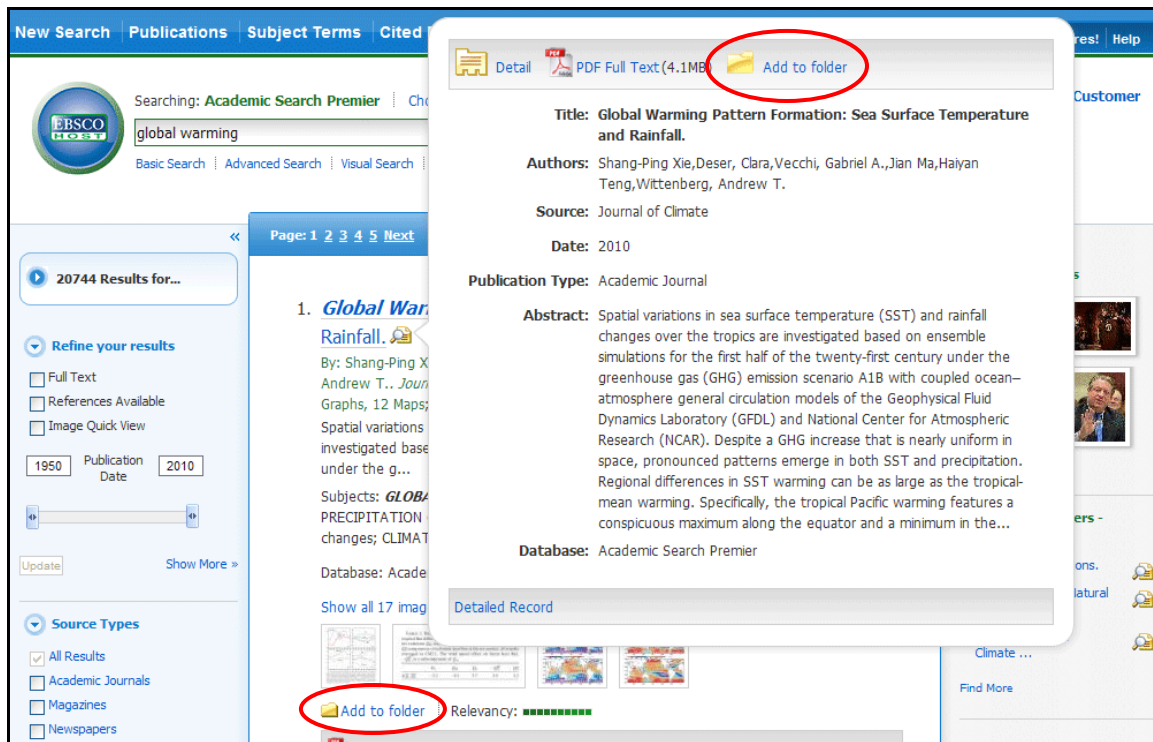 New Search Publications Subject Terms Cited
res! Help
Searching: Academic Search Premier
Customer
EBSCO
HOST
global warming
Basic Search Advanced Search Visual Search
Detail PDF Full Text (4.1MB) Add to folder
Title: Global Warming Pattern Formation: Sea Surface Temperature
and Rainfall.
Authors: Shang-Ping Xie,Deser, Clara,Vecchi, Gabriel A.,Jian Ma,Haiyan
Teng,Wittenberg, Andrew T.
Source: Journal of Climate
Date: 2010
Publication Type: Academic Journal
Abstract: Spatial variations in sea surface temperature (SST) and rainfall
changes over the tropics are investigated based on ensemble
simulations for the first half of the twenty-first century under the
greenhouse gas (GHG) emission scenario A1B with coupled ocean–
atmosphere general circulation models of the Geophysical Fluid
Dynamics Laboratory (GFDL) and National Center for Atmospheric
Research (NCAR). Despite a GHG increase that is nearly uniform in
space, pronounced patterns emerge in both SST and precipitation.
Regional differences in SST warming can be as large as the tropical-
mean warming. Specifically, the tropical Pacific warming features a
conspicuous maximum along the equator and a minimum in the...
Database: Academic Search Premier
Detailed Record
«
20744 Results for...
Refine your results
Full Text
References Available
Image Quick View
1950 Publication Date 2010
Update Show More »
Source Types
All Results
Academic Journals
Magazines
Newspapers
Page: 1 2 3 4 5 Next
1. Global War
Rainfall.
By: Shang-Ping X
Andrew T.. Jour
Graphs, 12 Maps;
Spatial variations
investigated base
under the g...
Subjects: GLOBA
PRECIPITATION
changes; CLIMAT
Database: Acade
Show all 17 imag
Add to folder Relevancy:
s
ers -
ons.
latural
Climate ...
Find More